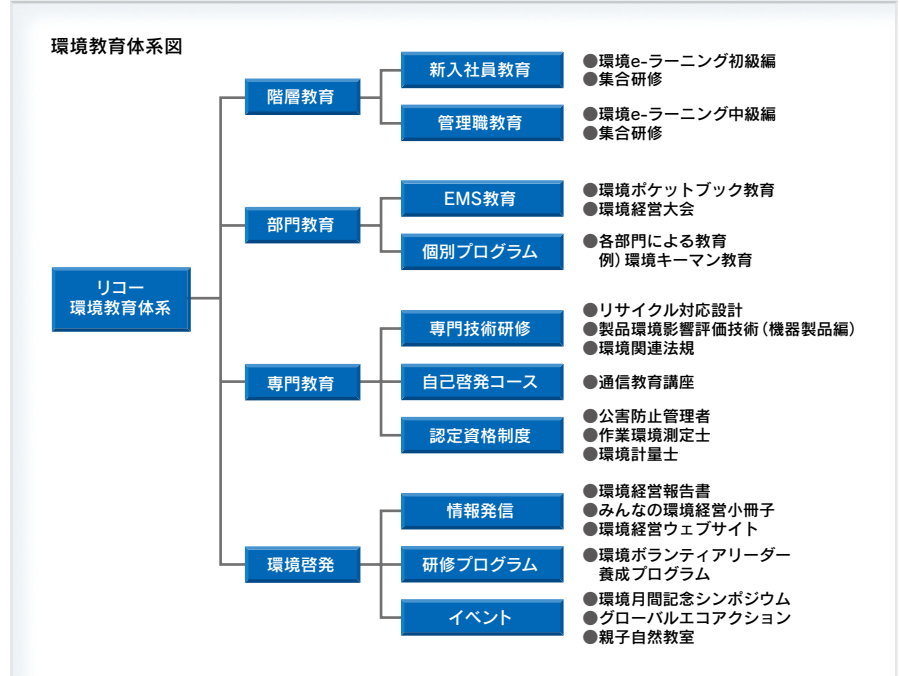 環境教育体系図
リコー
環境教育体系
階層教育
新入社員教育
●環境e-ラーニング初級編
●集合研修
管理職教育
●環境e-ラーニング中級編
●集合研修
部門教育
EMS教育
●環境ポケットブック教育
●環境経営大会
個別プログラム
●各部門による教育
例）環境キーマン教育
専門教育
専門技術研修
●リサイクル対応設計
●製品環境影響評価技術（機器製品編）
●環境関連法規
自己啓発コース
●通信教育講座
認定資格制度
●公害防止管理者
●作業環境測定士
●環境計量士
環境啓発
情報発信
●環境経営報告書
●みんなの環境経営小冊子
●環境経営ウェブサイト
研修プログラム
●環境ボランティアリーダー
養成プログラム
イベント
●環境月間記念シンポジウム
●グローバルエコアクション
●親子自然教室